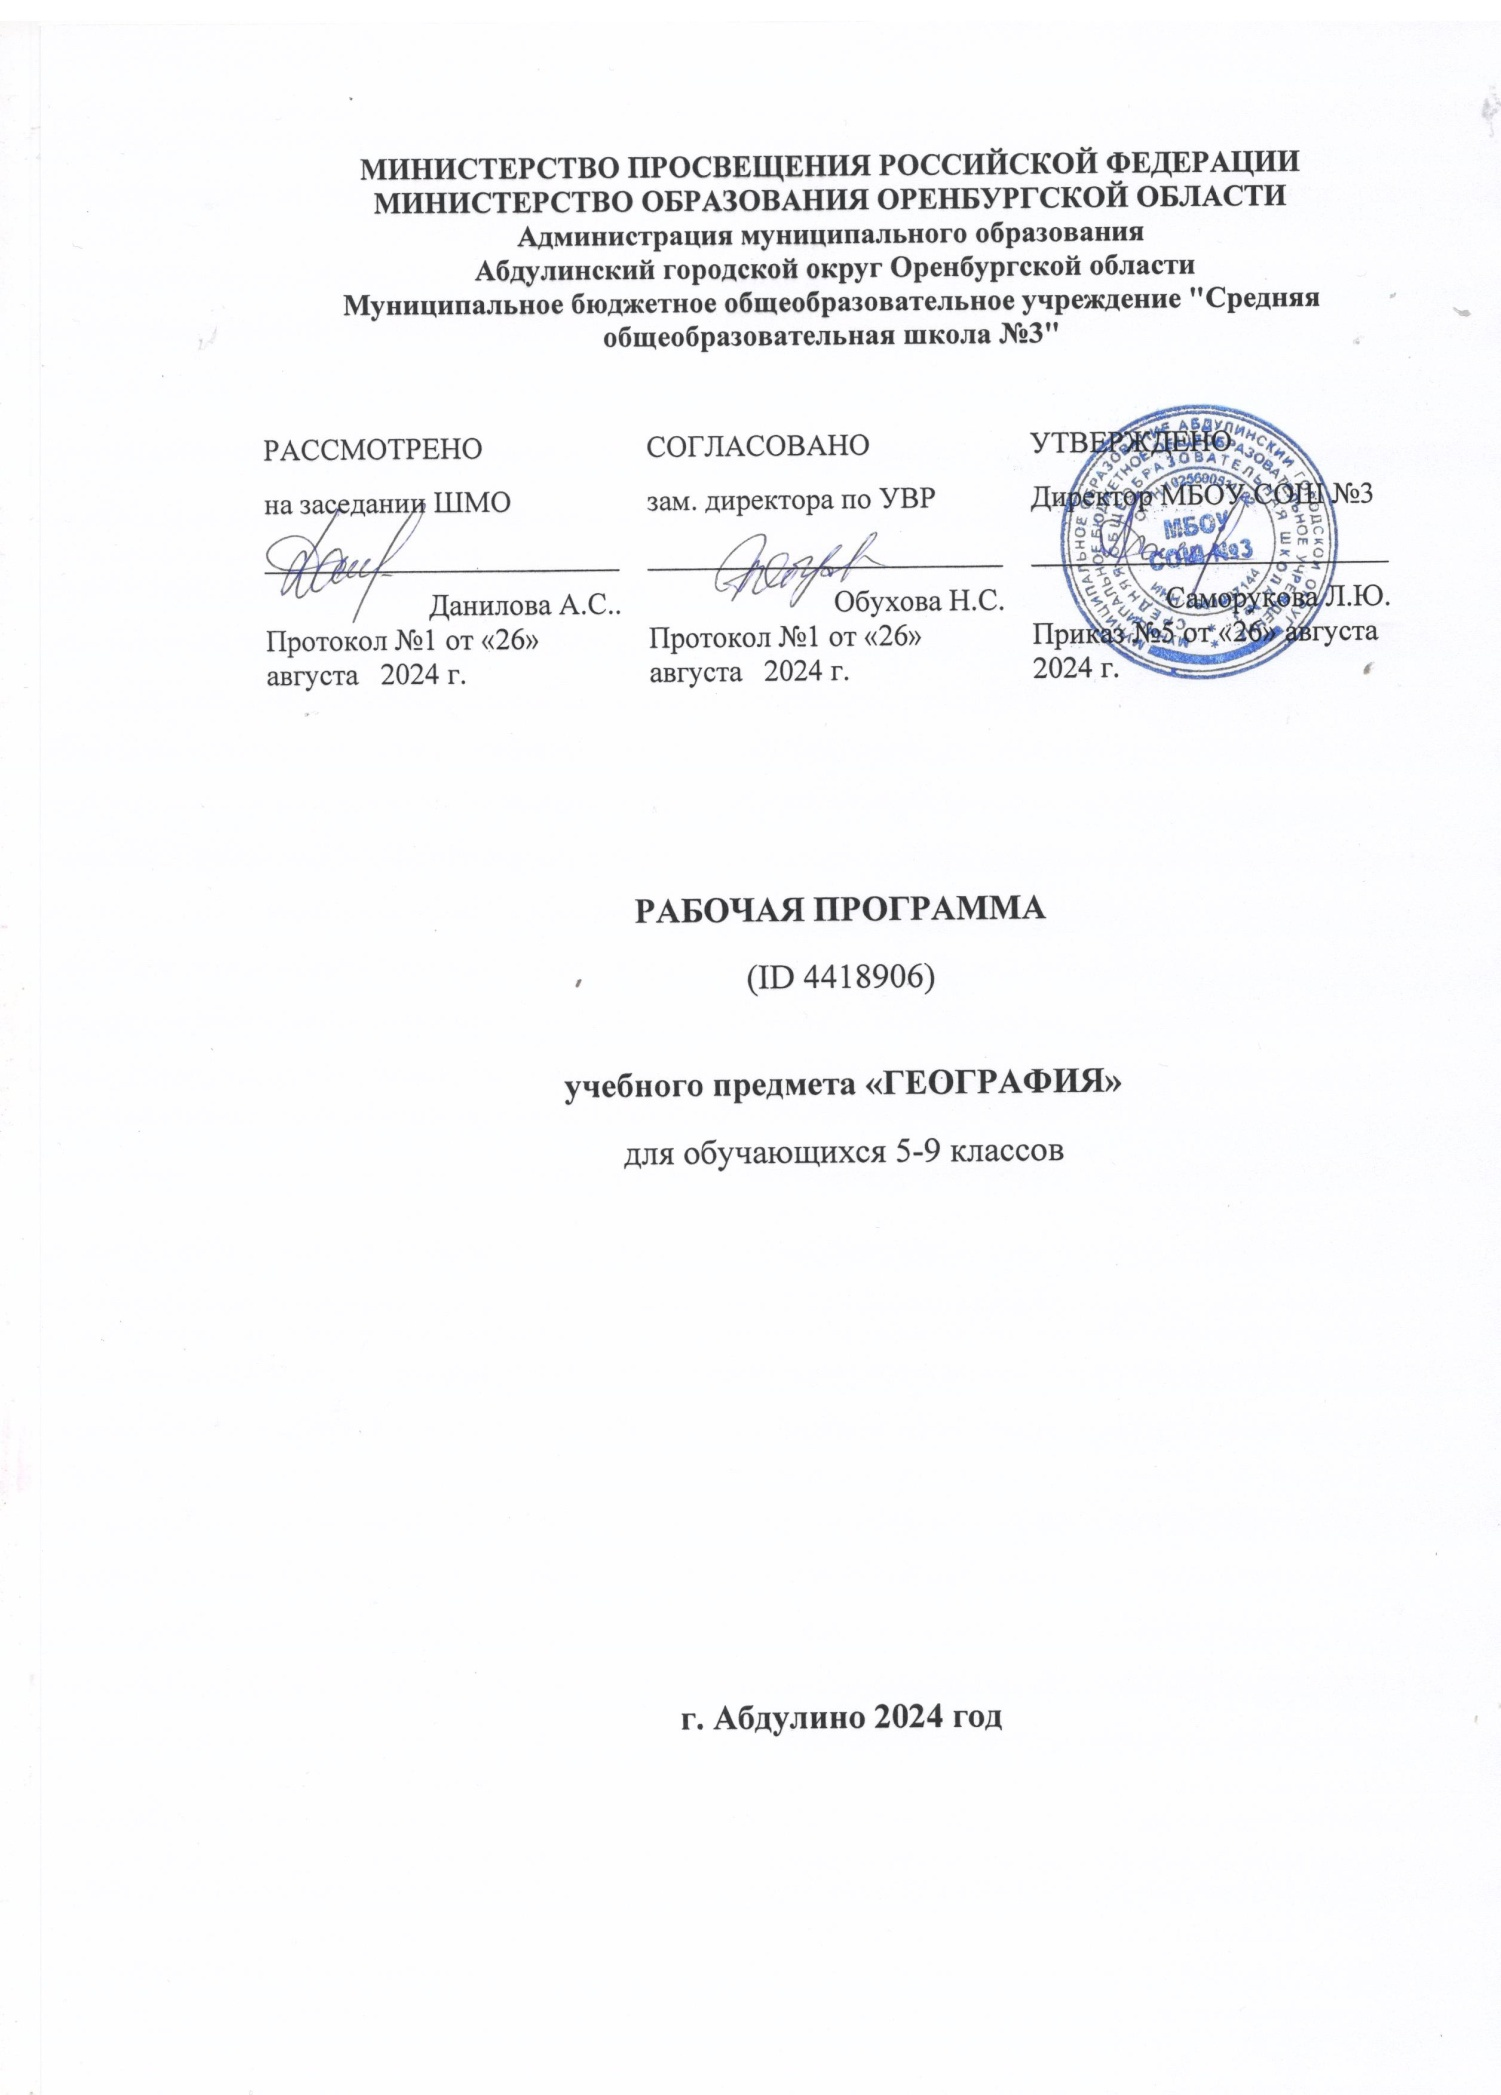 МИНИСТЕРСТВО ПРОСВЕЩЕНИЯ РОССИЙСКОЙ ФЕДЕРАЦИИ
МИНИСТЕРСТВО ОБРАЗОВАНИЯ ОРЕНБУРГСКОЙ ОБЛАСТИ
Администрация муниципального образования
Абдулинский городской округ Оренбургской области
Муниципальное бюджетное общеобразовательное учреждение "Средняя
общеобразовательная школа №3"
РАССМОТРЕНО
на заседании ШМО
Данилова А.С..
Протокол №1 от «26»
августа 2024 г.
СОГЛАСОВАНО
зам. директора по УВР
Обухова Н.С.
Протокол №1 от «26»
августа 2024 г.
УТВЕРЖДЕНО
Директор МБОУ СОШ №3
Саморукова Л.Ю.
Приказ №5 от «26» августа
2024 г.
МБОУ
СОШ №3
РАБОЧАЯ ПРОГРАММА
(ID 4418906)
учебного предмета «ГЕОГРАФИЯ»
для обучающихся 5-9 классов
г. Абдулино 2024 год